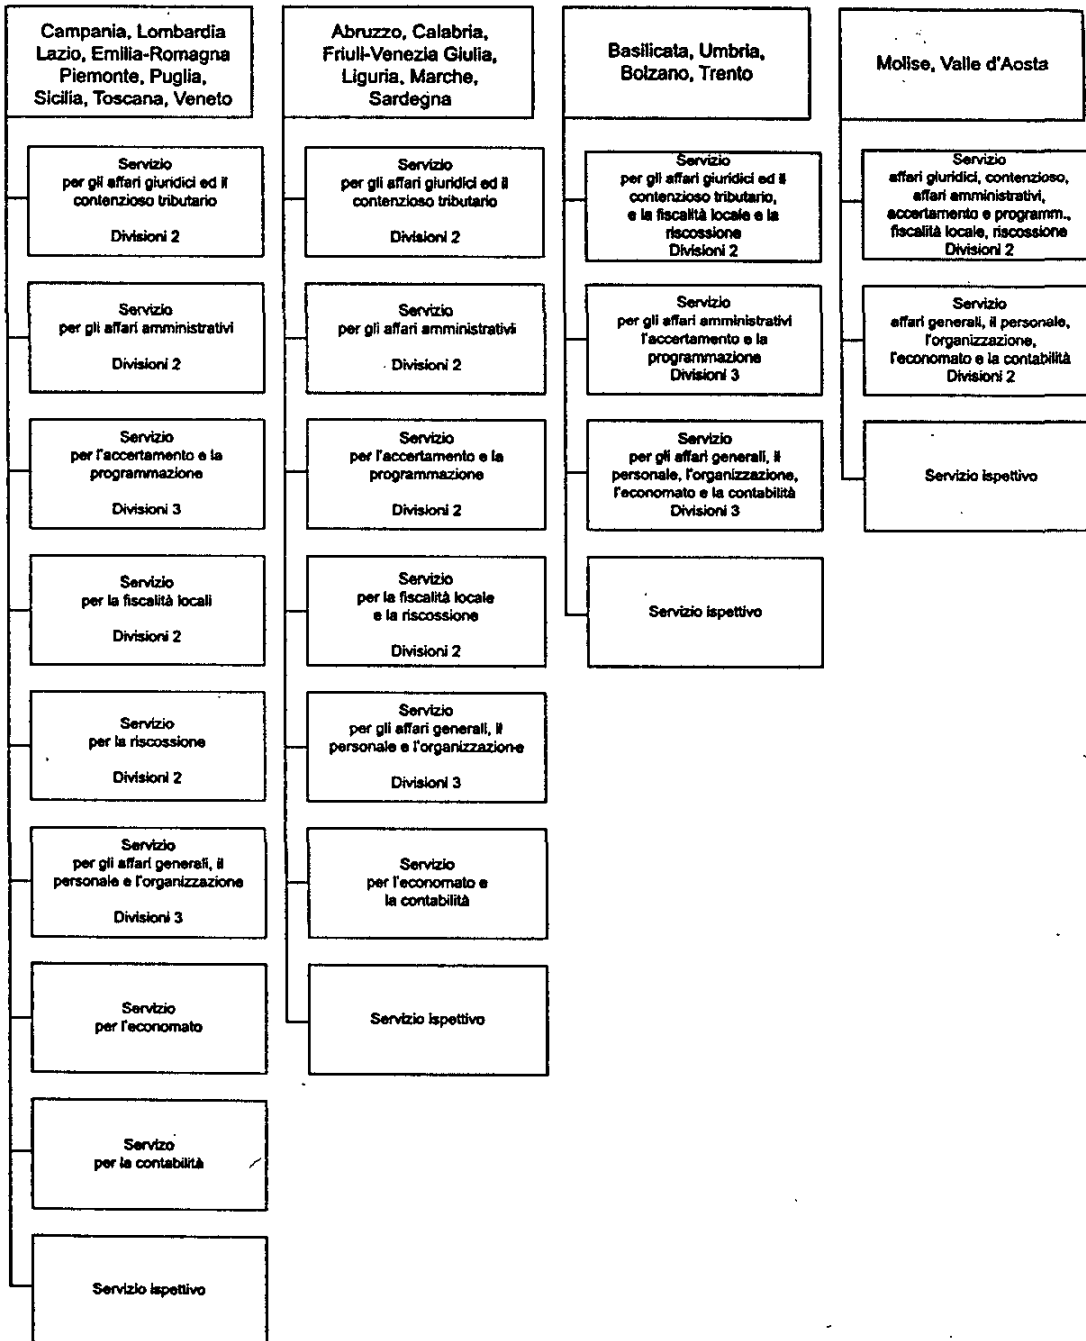 Campania, Lombardia
Lazio, Emilia-Romagna
Piemonte, Puglia,
Sicilia, Toscana, Veneto
Servizio
per gli affari giuridici ed il
contenzioso tributario
Divisioni 2
Servizio
per gli affari amministrativi
Divisioni 2
Servizio
per l'accertamento e la
programmazione
Divisioni 3
Servizio
per la fiscalità locali
Divisioni 2
Servizio
per la riscossione
Divisioni 2
Servizio
per gli affari generali, il
personale e l'organizzazione
Divisioni 3
Servizio
per l'economato
Servizo
per la contabilità
Servizio ispettivo
Abruzzo, Calabria,
Friuli-Venezia Giulia,
Liguria, Marche,
Sardegna
Servizio
per gli affari giuridici ed il
contenzioso tributario
Divisioni 2
Servizio
per gli affari amministrativi
Divisioni 2
Servizio
per l'accertamento e la
programmazione
Divisioni 2
Servizio
per la fiscalità locale
e la riscossione
Divisioni 2
Servizio
per gli affari generali, il
personale e l'organizzazione
Divisioni 3
Servizio
per l'economato e
la contabilità
Servizio ispettivo
Basilicata, Umbria,
Bolzano, Trento
Servizio
per gli affari giuridici ed il
contenzioso tributario,
e la fiscalità locale e la
riscossione
Divisioni 2
Servizio
per gli affari amministrativi
l'accertamento e la
programmazione
Divisioni 3
Servizio
per gli affari generali, il
personale, l'organizzazione,
l'economato e la contabilità
Divisioni 3
Servizio ispettivo
Molise, Valle d'Aosta
Servizio
affari giuridici, contenzioso,
affari amministrativi,
accertamento e programm.,
fiscalità locale, riscossione
Divisioni 2
Servizio
affari generali, il personale,
l'organizzazione,
l'economato e la contabilità
Divisioni 2
Servizio ispettivo